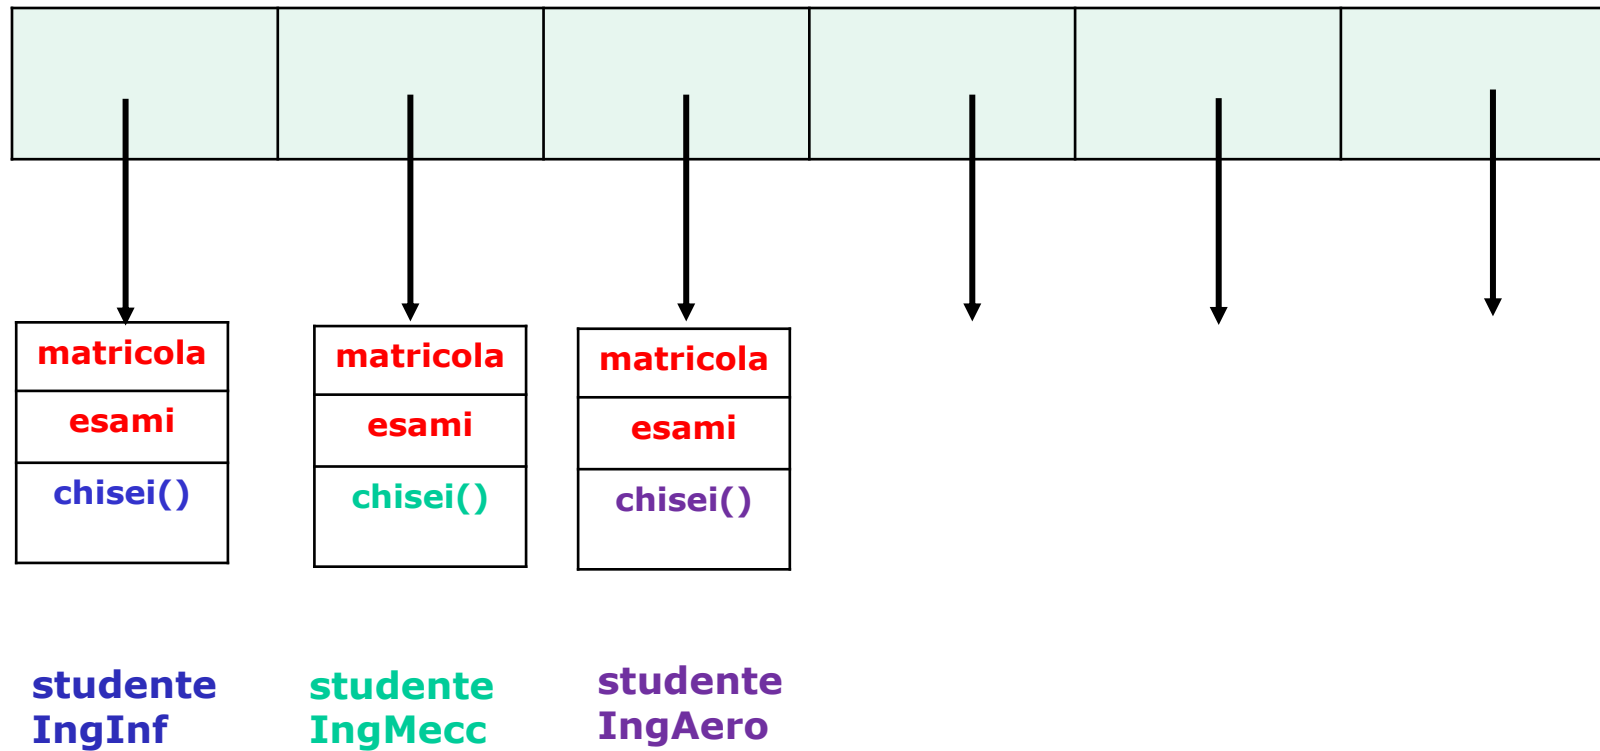 matricola
esami
chisei()
matricola
esami
chisei()
matricola
esami
chisei()
studente
IngInf
studente
IngMecc
studente
IngAero